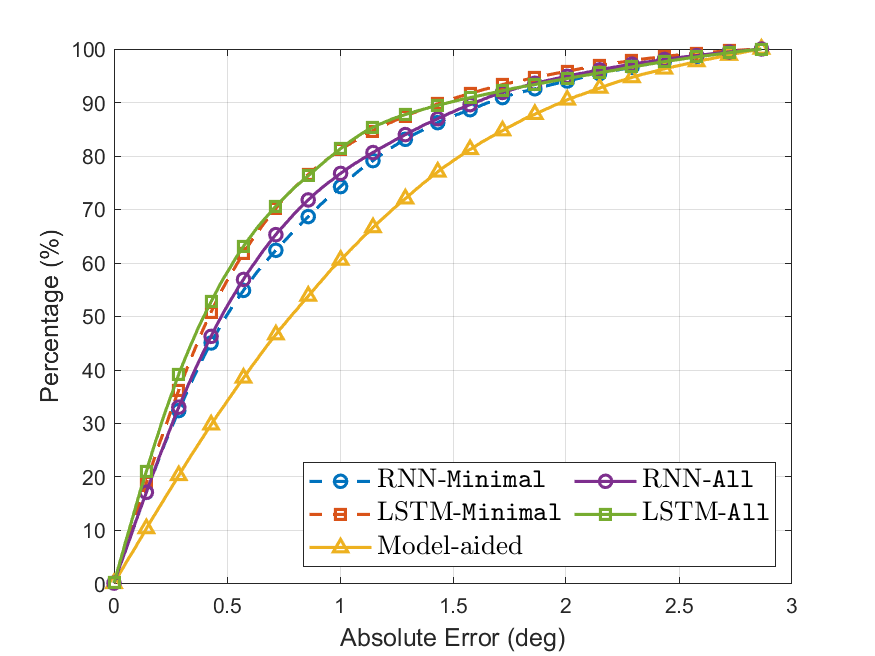 100
90
80
70
60
50
40
30
20
10
0
Percentage (%)
RNN-Minimal RNN-All
LSTM-Minimal LSTM-All
Model-aided
0 0.5 1 1.5 2 2.5 3
Absolute Error (deg)